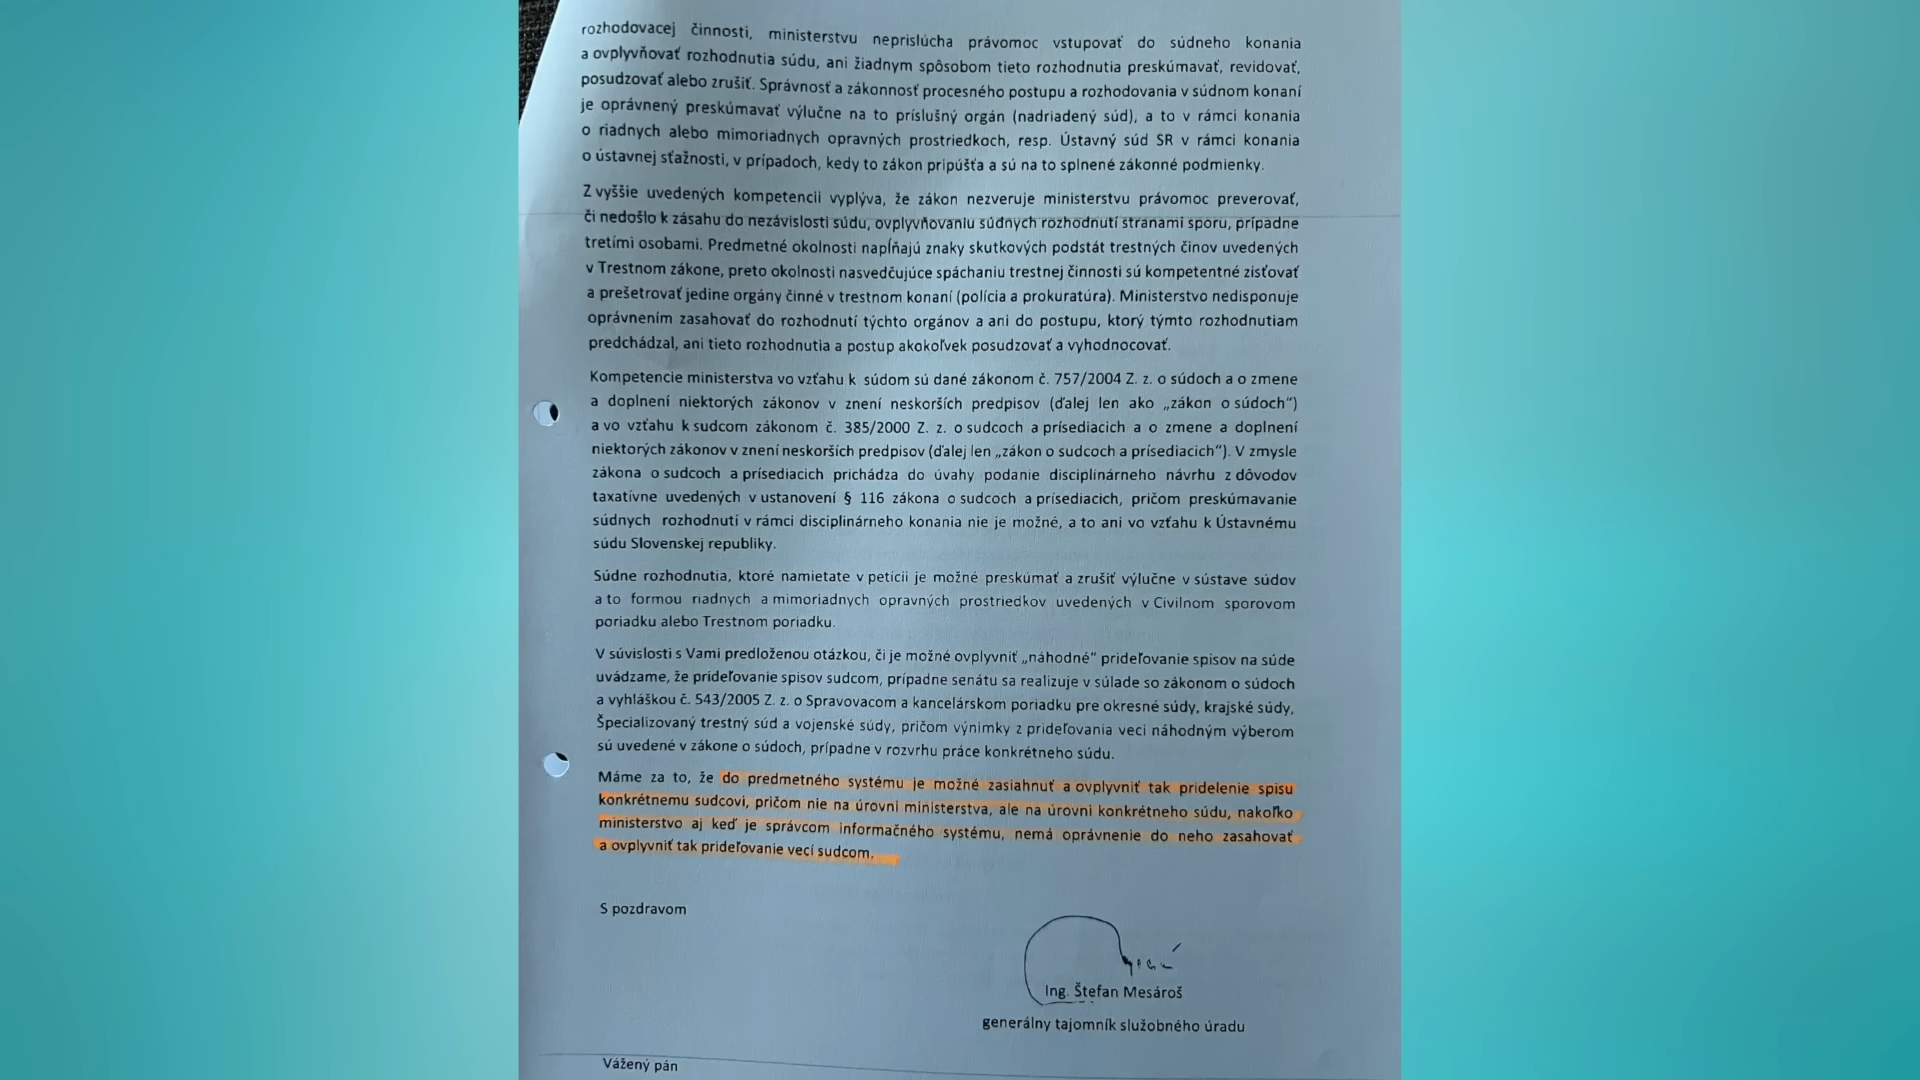 rozhodovacej činnosti, ministerstvu neprislúcha právomoc vstupovať do súdneho konania
a ovplyvňovať rozhodnutia súdu, ani žiadnym spôsobom tieto rozhodnutia preskúmavať, revidovať,
posudzovať alebo zrušiť. Správnosť a zákonnosť procesného postupu a rozhodovania v súdnom konaní
je oprávnený preskúmavať výlučne na to príslušný orgán (nadriadený súd), a to v rámci konania
o riadnych alebo mimoriadnych opravných prostriedkoch, resp. Ústavný súd SR v rámci konania
o ústavnej sťažnosti, v prípadoch, kedy to zákon pripúšťa a sú na to splnené zákonné podmienky.
Z vyššie uvedených kompetencii vyplýva, že zákon nezveruje ministerstvu právomoc preverovať,
či nedošlo k zásahu do nezávislosti súdu, ovplyvňovaniu súdnych rozhodnutí stranami sporu, prípadne
tretími osobami. Predmetné okolnosti napĺňajú znaky skutkových podstát trestných činov uvedených
v Trestnom zákone, preto okolnosti nasvedčujúce spáchaniu trestnej činnosti sú kompetentné zisťovať
a prešetrovať jedine orgány činné v trestnom konaní (polícia a prokuratúra). Ministerstvo nedisponuje
oprávnením zasahovať do rozhodnutí týchto orgánov a ani do postupu, ktorý týmto rozhodnutiam
predchádzal, ani tieto rozhodnutia a postup akokoľvek posudzovať a vyhodnocovať.
Kompetencie ministerstva vo vzťahu k súdom sú dané zákonom č. 757/2004 Z. z. o súdoch a o zmene
a doplnení niektorých zákonov v znení neskorších predpisov (ďalej len ako „zákon o súdoch“)
a vo vzťahu k sudcom zákonom č. 385/2000 Z. z. o sudcoch a prísediacich a o zmene a doplnení
niektorých zákonov v znení neskorších predpisov (ďalej len „zákon o sudcoch a prísediacich“). V zmysle
zákona o sudcoch a prísediacich prichádza do úvahy podanie disciplinárneho návrhu z dôvodov
taxatívne uvedených v ustanovení § 116 zákona o sudcoch a prísediacich, pričom preskúmavanie
súdnych rozhodnutí v rámci disciplinárneho konania nie je možné, a to ani vo vzťahu k Ústavnému
súdu Slovenskej republiky.
Súdne rozhodnutia, ktoré namietate v petícii je možné preskúmať a zrušiť výlučne v sústave súdov
a to formou riadnych a mimoriadnych opravných prostriedkov uvedených v Civilnom sporovom
poriadku alebo Trestnom poriadku.
V súvislosti s Vami predloženou otázkou, či je možné ovplyvniť „náhodné“ prideľovanie spisov na súde
uvádzame, že prideľovanie spisov sudcom, prípadne senátu sa realizuje v súlade so zákonom o súdoch
a vyhláškou č. 543/2005 Z. z. o Spravovacom a kancelárskom poriadku pre okresné súdy, krajské súdy,
Špecializovaný trestný súd a vojenské súdy, pričom výnimky z prideľovania veci náhodným výberom
sú uvedené v zákone o súdoch, prípadne v rozvrhu práce konkrétneho súdu.
Máme za to, že do predmetného systému je možné zasiahnuť a ovplyvniť tak pridelenie spisu
konkrétnemu sudcovi, pričom nie na úrovni ministerstva, ale na úrovni konkrétneho súdu, nakoľko
ministerstvo aj keď je správcom informačného systému, nemá oprávnenie do neho zasahovať
a ovplyvniť tak prideľovanie vecí sudcom.
S pozdravom
Ing. Štefan Mesároš
generálny tajomník služobného úradu
Vážený pán